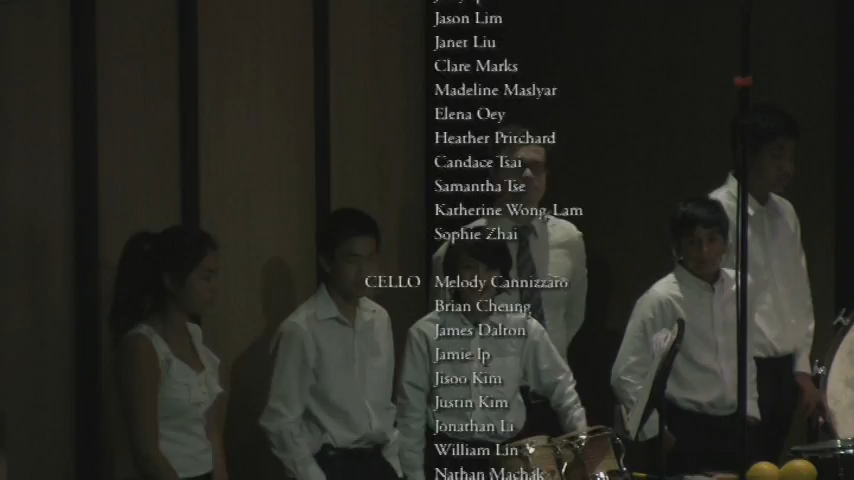 Jason Lim
Janet Liu
Clare Marks
Madeline Maslyar
Elena Oey
Heather Pritchard
Candace Tsai
Samantha Tse
Katherine Wong-Lam
Sophie Zhai
CELLO Melody Cannizzaro
Brian Cheung
James Dalton
Jamie Ip
Jisoo Kim
Justin Kim
Jonathan Li
William Lin
Nathan Machak